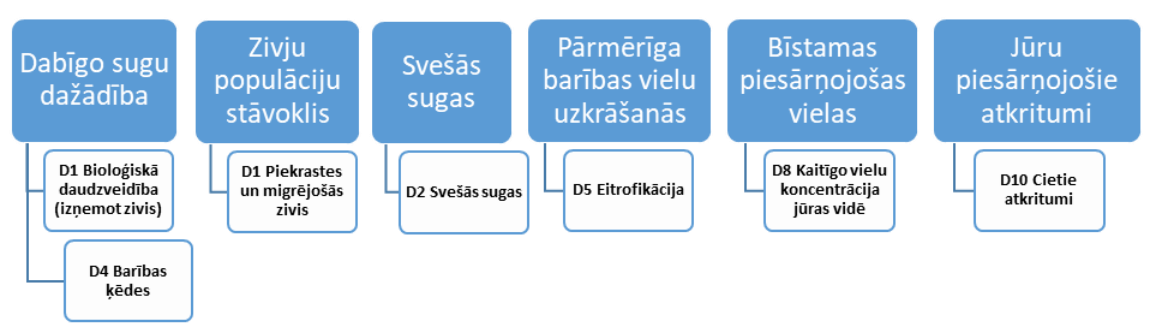 Dabīgo sugu
dažādība
D1 Bioloģiskā
daudzveidība
(izņemot zivis)
D4 Barības
ķēdes
Zivju
populāciju
stāvoklis
D1 Piekrastes
un migrējošās
zivis
Svešās
sugas
D2 Svešās sugas
Pārmērīga
barības vielu
uzkrāšanās
D5 Eitrofikācija
Bīstamas
piesārņojošas
vielas
D8 Kaitīgo vielu
koncentrācija
jūras vidē
Jūru
piesārņojošie
atkritumi
D10 Cietie
atkritumi